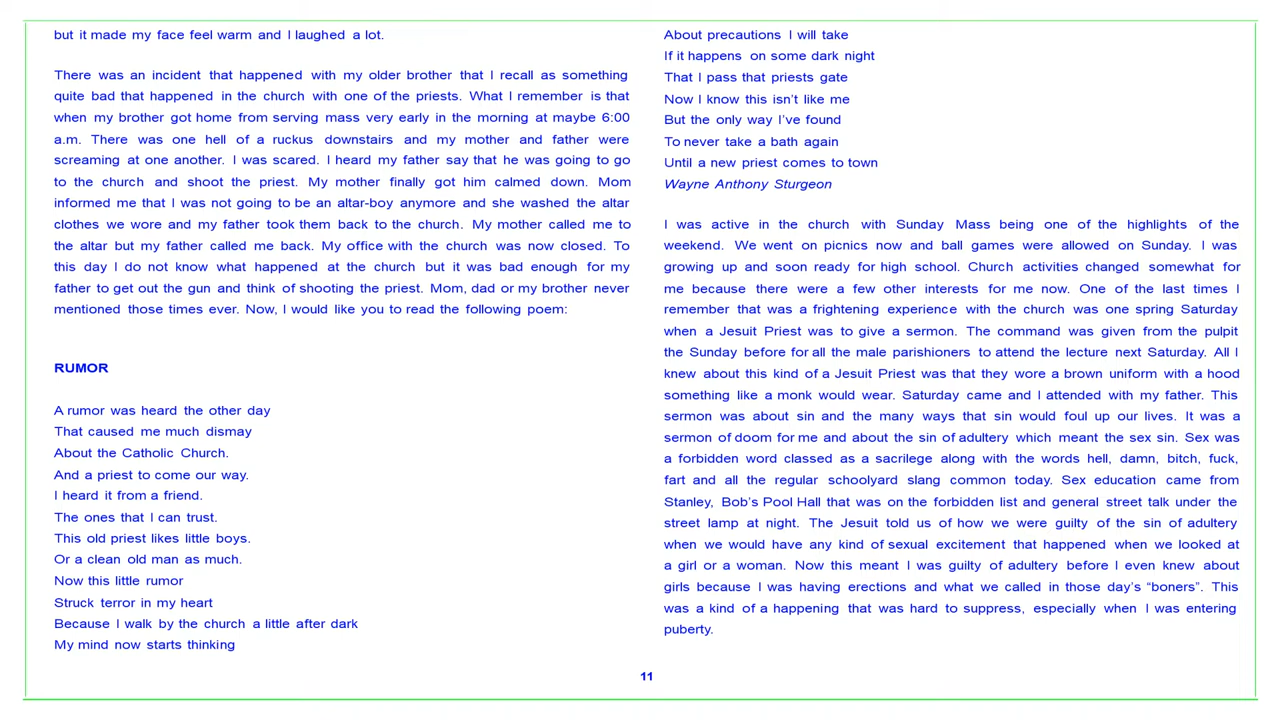 but it made my face feel warm and I laughed a lot.
There was an incident that happened with my older brother that I recall as something
quite bad that happened in the church with one of the priests. What I remember is that
when my brother got home from serving mass very early in the morning at maybe 6:00
a.m. There was one hell of a ruckus downstairs and my mother and father were
screaming at one another. I was scared. I heard my father say that he was going to go
to the church and shoot the priest. My mother finally got him calmed down. Mom
informed me that I was not going to be an altar-boy anymore and she washed the altar
clothes we wore and my father took them back to the church. My mother called me to
the altar but my father called me back. My office with the church was now closed. To
this day I do not know what happened at the church but it was bad enough for my
father to get out the gun and think of shooting the priest. Mom, dad or my brother never
mentioned those times ever. Now, I would like you to read the following poem:
RUMOR
A rumor was heard the other day
That caused me much dismay
About the Catholic Church.
And a priest to come our way.
I heard it from a friend.
The ones that I can trust.
This old priest likes little boys.
Or a clean old man as much.
Now this little rumor
Struck terror in my heart
Because I walk by the church a little after dark
My mind now starts thinking
About precautions I will take
If it happens on some dark night
That I pass that priests gate
Now I know this isn't like me
But the only way I've found
To never take a bath again
Until a new priest comes to town
Wayne Anthony Sturgeon
I was active in the church with Sunday Mass being one of the highlights of the
weekend. We went on picnics now and ball games were allowed on Sunday. I was
growing up and soon ready for high school. Church activities changed somewhat for
me because there were a few other interests for me now. One of the last times I
remember that was a frightening experience with the church was one spring Saturday
when a Jesuit Priest was to give a sermon. The command was given from the pulpit
the Sunday before for all the male parishioners to attend the lecture next Saturday. All I
knew about this kind of a Jesuit Priest was that they wore a brown uniform with a hood
something like a monk would wear. Saturday came and I attended with my father. This
sermon was about sin and the many ways that sin would foul up our lives. It was a
sermon of doom for me and about the sin of adultery which meant the sex sin. Sex was
a forbidden word classed as a sacrilege along with the words hell, damn, bitch, fuck,
fart and all the regular schoolyard slang common today. Sex education came from
Stanley, Bob's Pool Hall that was on the forbidden list and general street talk under the
street lamp at night. The Jesuit told us of how we were guilty of the sin of adultery
when we would have any kind of sexual excitement that happened when we looked at
a girl or a woman. Now this meant I was guilty of adultery before I even knew about
girls because I was having erections and what we called in those day's “boners”. This
was a kind of a happening that was hard to suppress, especially when I was entering
puberty.
11